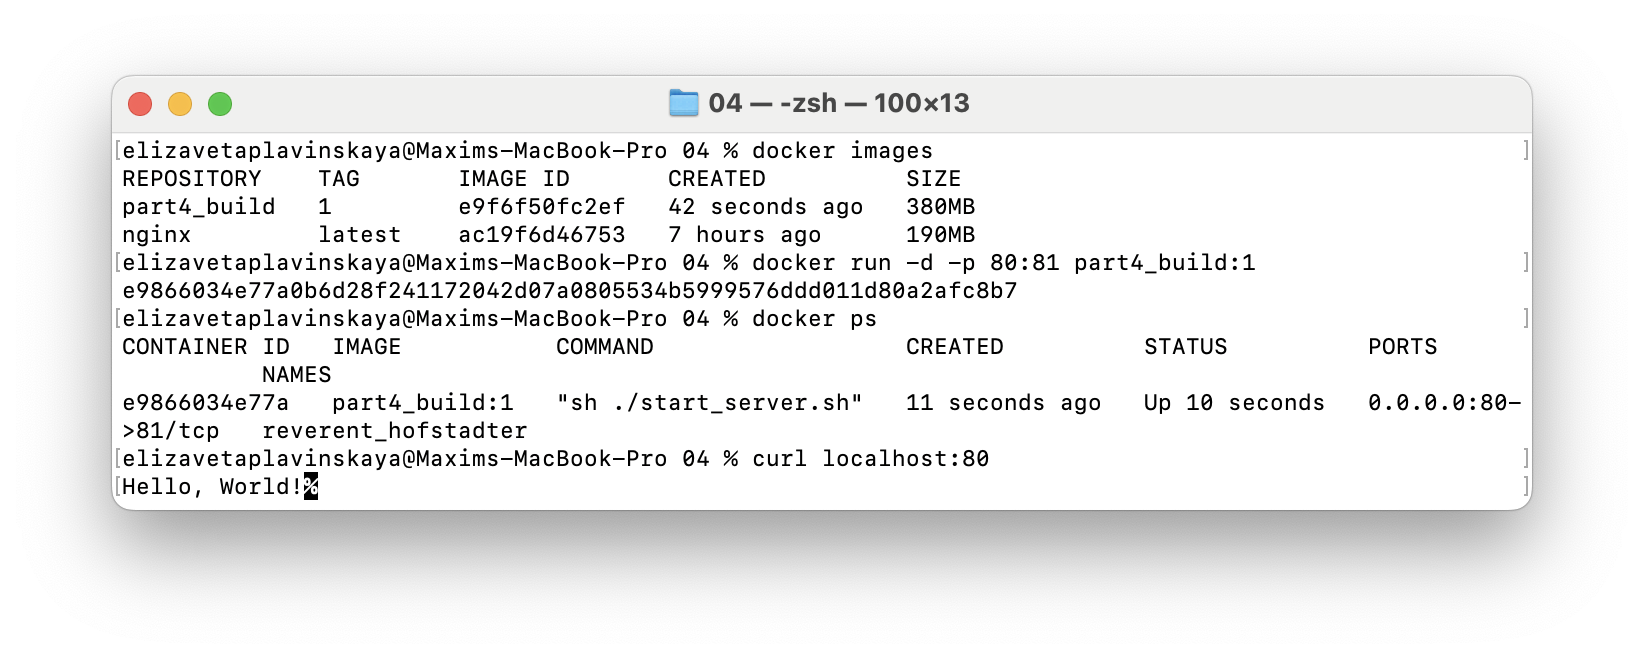 04 — -zsh — 100×13
[elizavetaplavinskaya@Maxims-MacBook-Pro 04 % docker images ]
REPOSITORY    TAG       IMAGE ID       CREATED          SIZE
part4_build   1         e9f6f50fc2ef   42 seconds ago   380MB
nginx         latest    ac19f6d46753   7 hours ago      190MB
[elizavetaplavinskaya@Maxims-MacBook-Pro 04 % docker run -d -p 80:81 part4_build:1 ]
e9866034e77a0b6d28f241172042d07a0805534b5999576ddd011d80a2afc8b7
[elizavetaplavinskaya@Maxims-MacBook-Pro 04 % docker ps ]
CONTAINER ID   IMAGE           COMMAND                  CREATED          STATUS          PORTS
          NAMES
e9866034e77a   part4_build:1   "sh ./start_server.sh"   11 seconds ago   Up 10 seconds   0.0.0.0:80-
>81/tcp   reverent_hofstadter
[elizavetaplavinskaya@Maxims-MacBook-Pro 04 % curl localhost:80 ]
[Hello, World!% ]